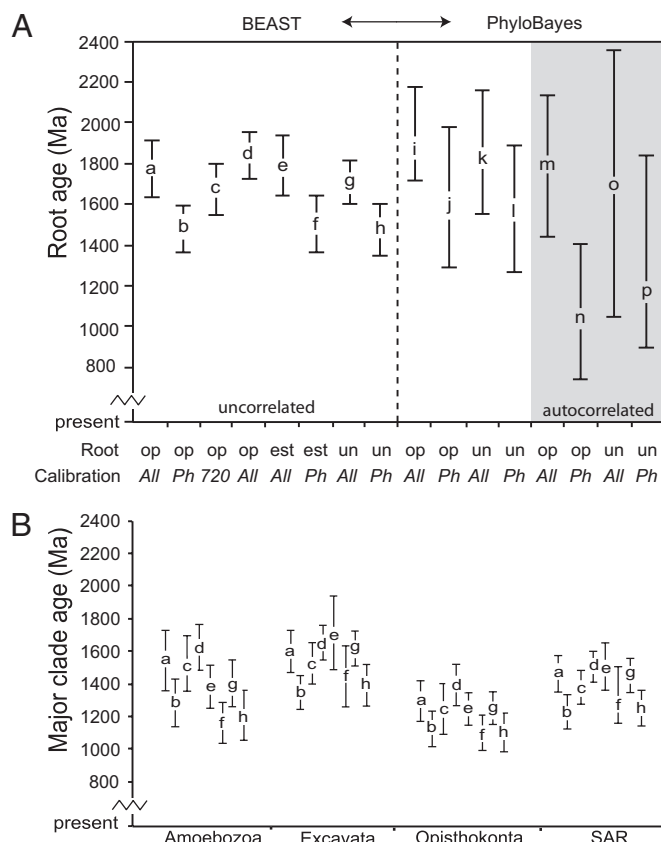 A
BEAST PhyloBayes
Root age (Ma)
2400
2200
2000
1800
1600
1400
1200
1000
800
present
a b c d e f g h i j k l m n o p
uncorrelated autocorrelated
Root op op op op est est un un op op un un op op un un
Calibration All Ph 720 All All Ph All Ph All Ph All Ph All Ph All Ph
B
Major clade age (Ma)
2400
2200
2000
1800
1600
1400
1200
1000
800
present
a b c d e f g h a b c d e f g h a b c d e f g h a b c d e f g h
Amoebozoa Excavata Opisthokonta SAR